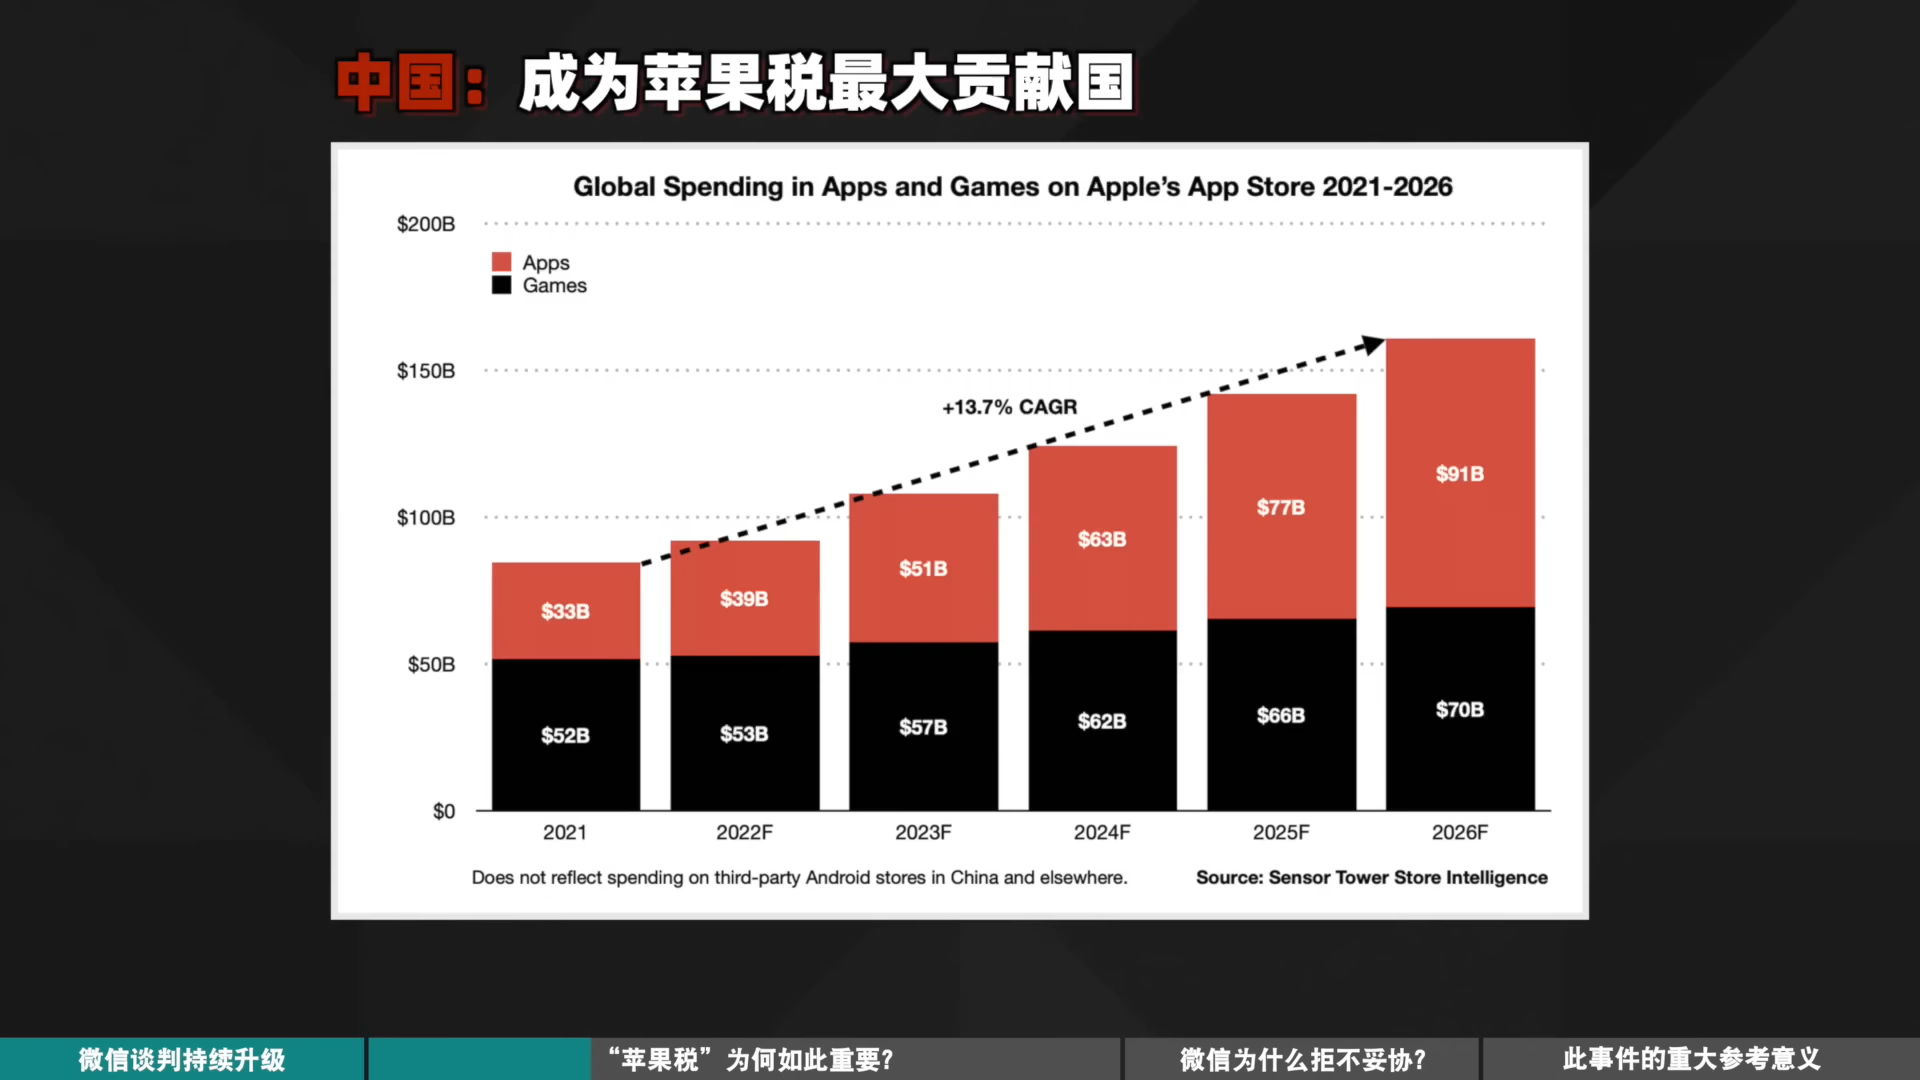 中国：成为苹果税最大贡献国
Global Spending in Apps and Games on Apple's App Store 2021-2026
$200B
Apps
Games
$150B
+13.7% CAGR
$100B
$50B
$0
$33B
$39B
$51B
$63B
$77B
$91B
$52B
$53B
$57B
$62B
$66B
$70B
2021
2022F
2023F
2024F
2025F
2026F
Does not reflect spending on third-party Android stores in China and elsewhere.
Source: Sensor Tower Store Intelligence
微信谈判持续升级
“苹果税”为何如此重要？
微信为什么拒不妥协？
此事件的重大参考意义